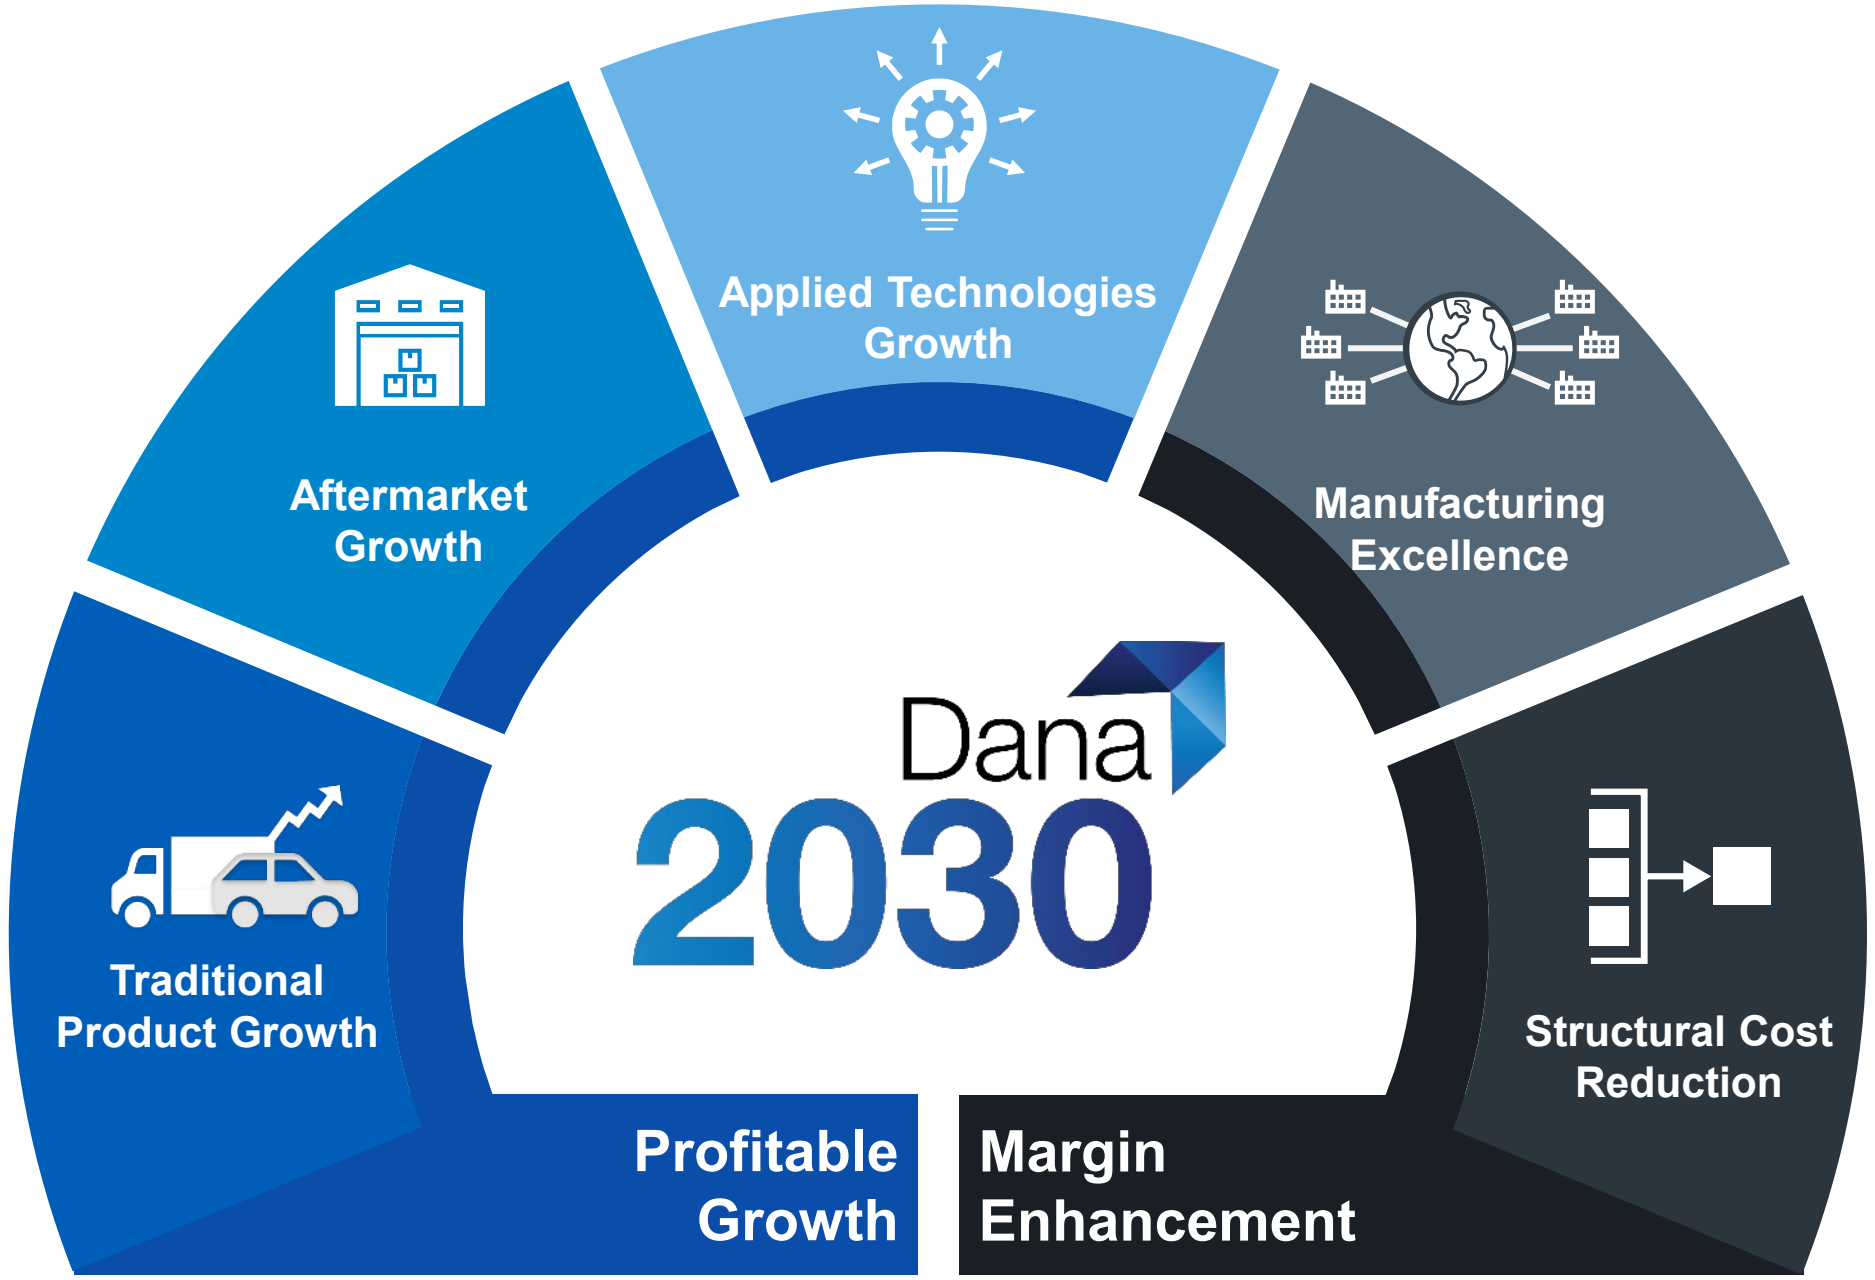 Applied Technologies
Growth
Aftermarket
Growth
Manufacturing
Excellence
Traditional
Product Growth
Structural Cost
Reduction
Dana
2030
Profitable
Growth
Margin
Enhancement